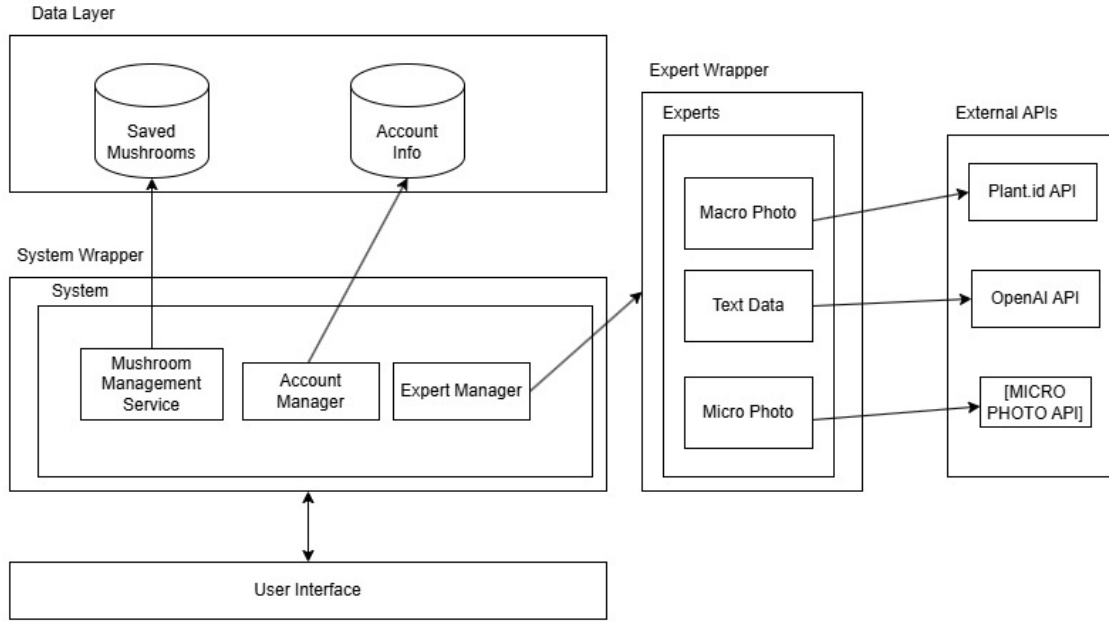 Data Layer
Saved
Mushrooms
Account
Info
System Wrapper
System
Mushroom
Management
Service
Account
Manager
Expert Manager
User Interface
Expert Wrapper
Experts
Macro Photo
Text Data
Micro Photo
External APIs
Plant.id API
OpenAI API
[MICRO
PHOTO API]